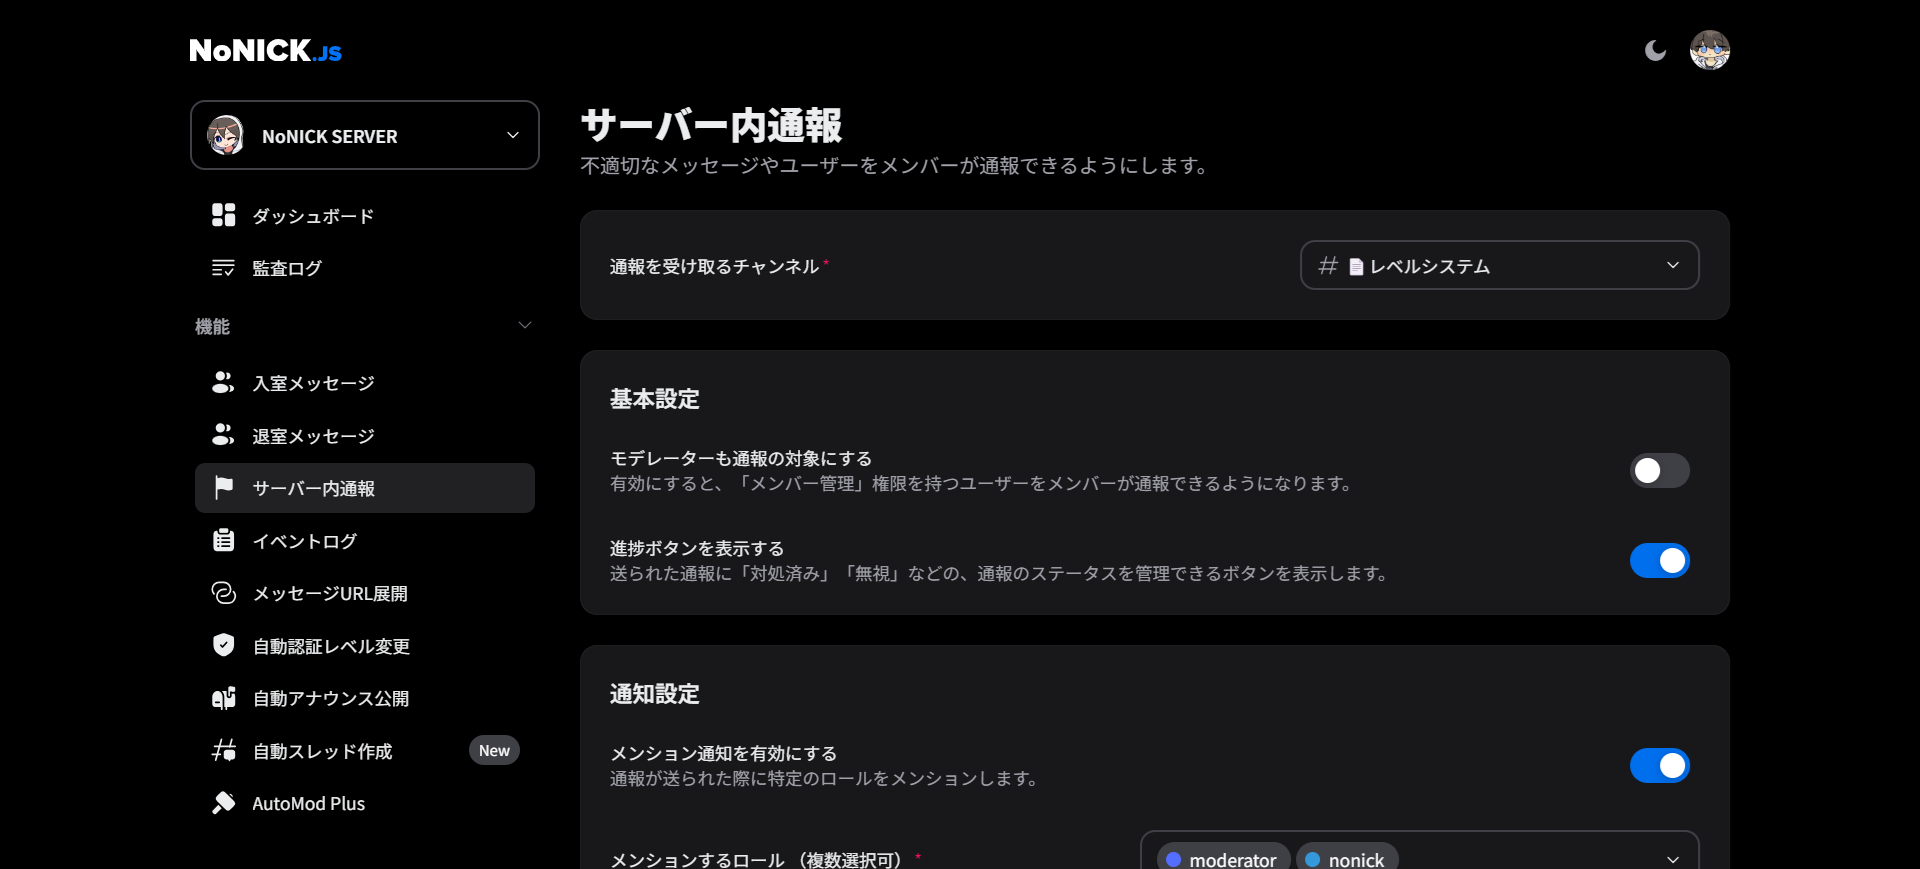 NoNICK.JS
NoNICK SERVER
ダッシュボード
監査ログ
機能
入室メッセージ
退室メッセージ
サーバー内通報
イベントログ
メッセージURL展開
自動認証レベル変更
自動アナウンス公開
自動スレッド作成 New
AutoMod Plus
サーバー内通報
不適切なメッセージやユーザーをメンバーが通報できるようにします。
通報を受け取るチャンネル*
# 📄レベルシステム
基本設定
モデレーターも通報の対象にする
有効にすると、「メンバー管理」権限を持つユーザーをメンバーが通報できるようになります。
進捗ボタンを表示する
送られた通報に「対処済み」「無視」などの、通報のステータスを管理できるボタンを表示します。
通知設定
メンション通知を有効にする
通報が送られた際に特定のロールをメンションします。
メンションするロール （複数選択可）*
moderator nonick